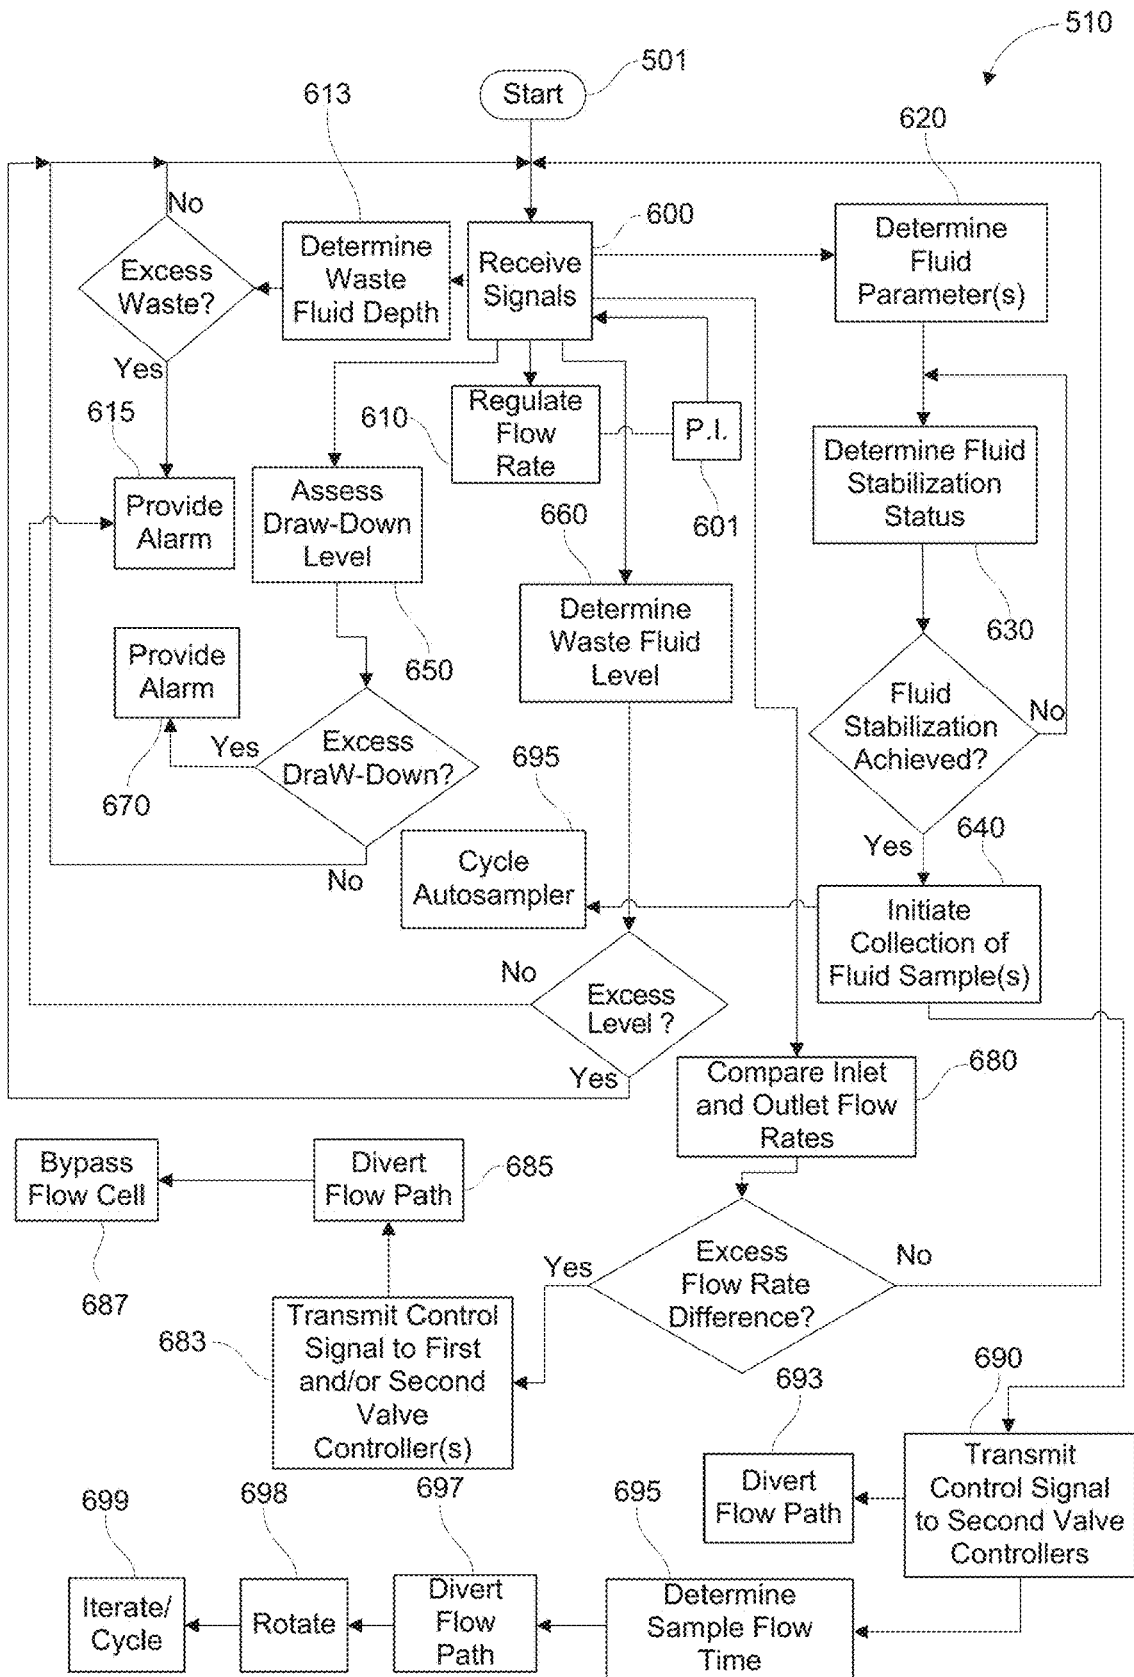 510
501
Start
613
620
600
No
Determine
Waste
Fluid Depth
Receive
Signals
Determine
Fluid
Parameter(s)
Excess
Waste?
Yes
615
610
Regulate
Flow
Rate
P.I.
601
Determine Fluid
Stabilization
Status
630
Provide
Alarm
Assess
Draw-Down
Level
650
660
Determine
Waste Fluid
Level
Provide
Alarm
670
Yes
Excess
DraW-Down?
No
Fluid
Stabilization
Achieved?
No
Yes
640
695
Cycle
Autosampler
Initiate
Collection of
Fluid Sample(s)
No
Excess
Level ?
Yes
Compare Inlet
and Outlet Flow
Rates
680
Bypass
Flow Cell
687
Divert
Flow Path
685
Yes
Excess
Flow Rate
Difference?
No
683
Transmit Control
Signal to First
and/or Second
Valve
Controller(s)
690
693
Divert
Flow Path
Transmit
Control Signal
to Second Valve
Controllers
699
698
697
695
Iterate/
Cycle
Rotate
Divert
Flow
Path
Determine
Sample Flow
Time